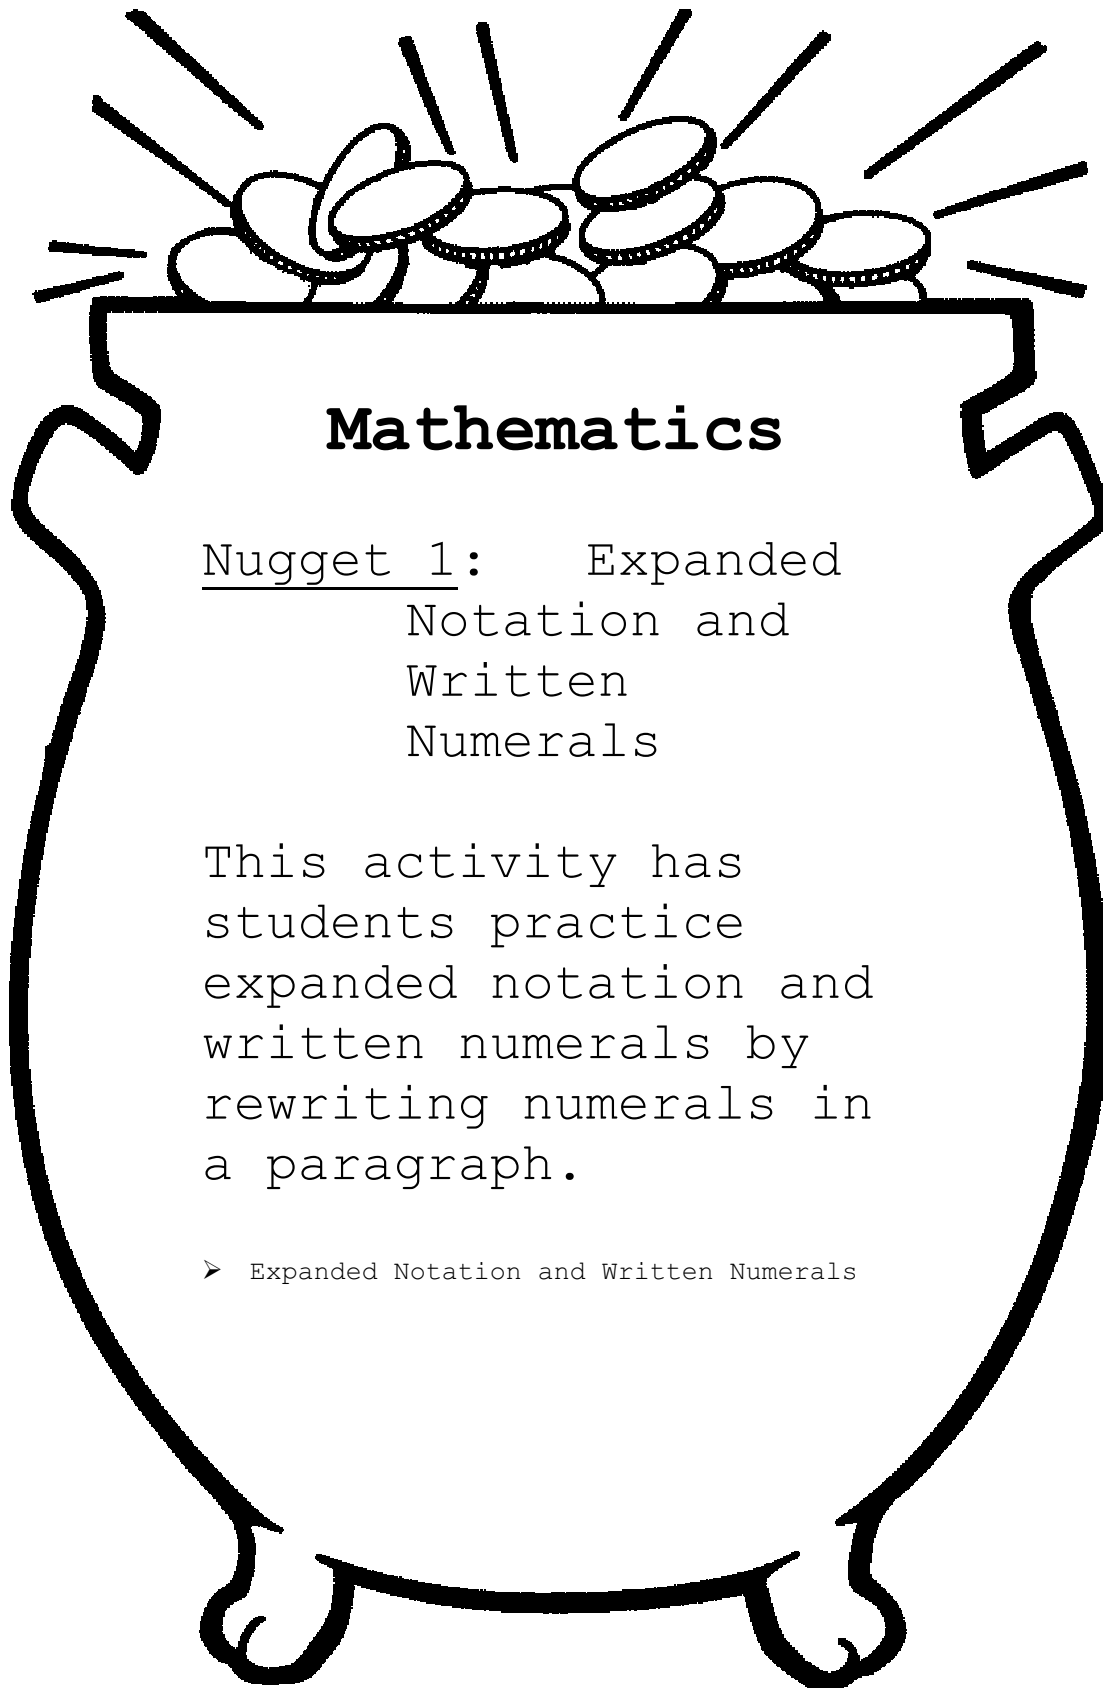 Mathematics
Nugget 1: Expanded
Notation and
Written
Numerals
This activity has
students practice
expanded notation and
written numerals by
rewriting numerals in
a paragraph.
➢ Expanded Notation and Written Numerals